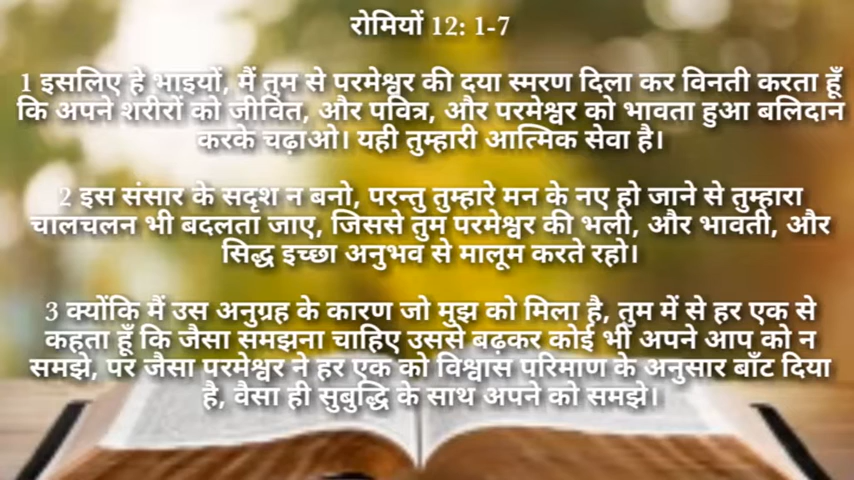 रोमियों 12: 1-7
1 इसलिए हे भाइयों, मैं तुम से परमेश्वर की दया स्मरण दिला कर विनती करता हूँ
कि अपने शरीरों को जीवित, और पवित्र, और परमेश्वर को भावता हुआ बलिदान
करके चढ़ाओ। यही तुम्हारी आत्मिक सेवा है।
2 इस संसार के सदृश न बनो, परन्तु तुम्हारे मन के नए हो जाने से तुम्हारा
चालचलन भी बदलता जाए, जिससे तुम परमेश्वर की भली, और भावती, और
सिद्ध इच्छा अनुभव से मालूम करते रहो।
3 क्योंकि मैं उस अनुग्रह के कारण जो मुझ को मिला है, तुम में से हर एक से
कहता हूँ कि जैसा समझना चाहिए उससे बढ़कर कोई भी अपने आप को न
समझे, पर जैसा परमेश्वर ने हर एक को विश्वास परिमाण के अनुसार बाँट दिया
है, वैसा ही सुबुद्धि के साथ अपने को समझे।